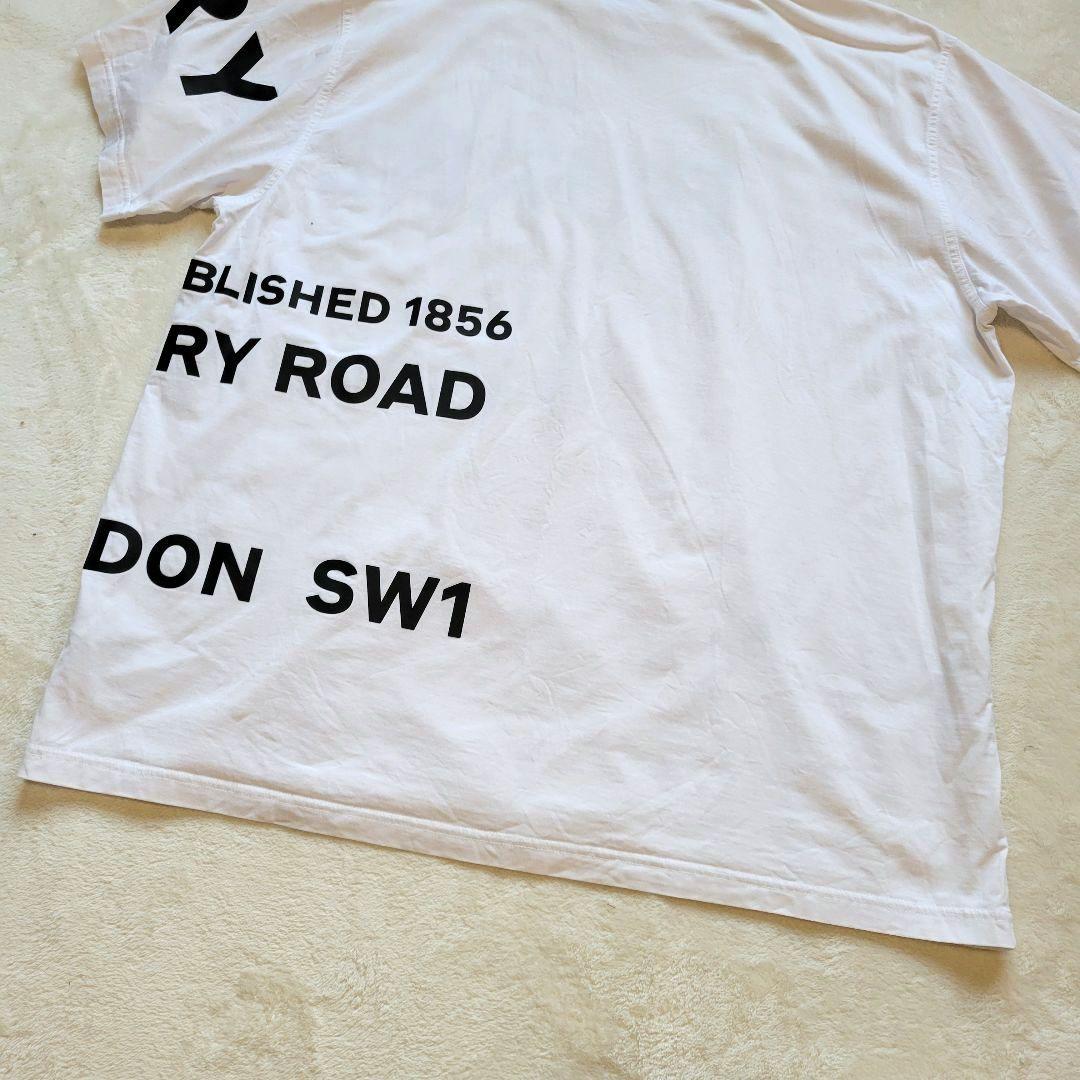 RY
BLISHED 1856
RY ROAD
DON SW1